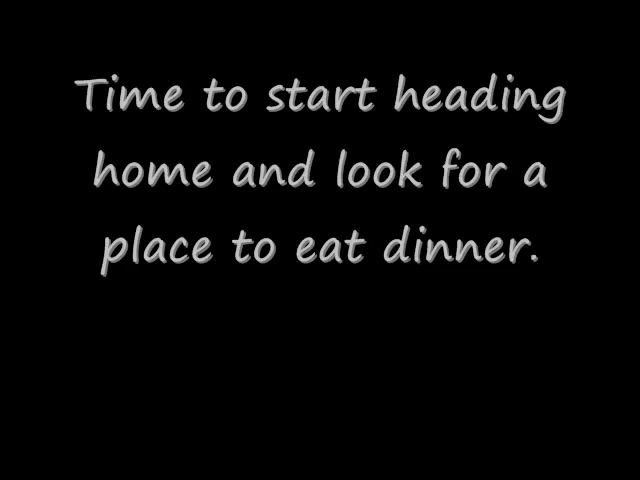 Time to start heading
home and look for a
place to eat dinner.